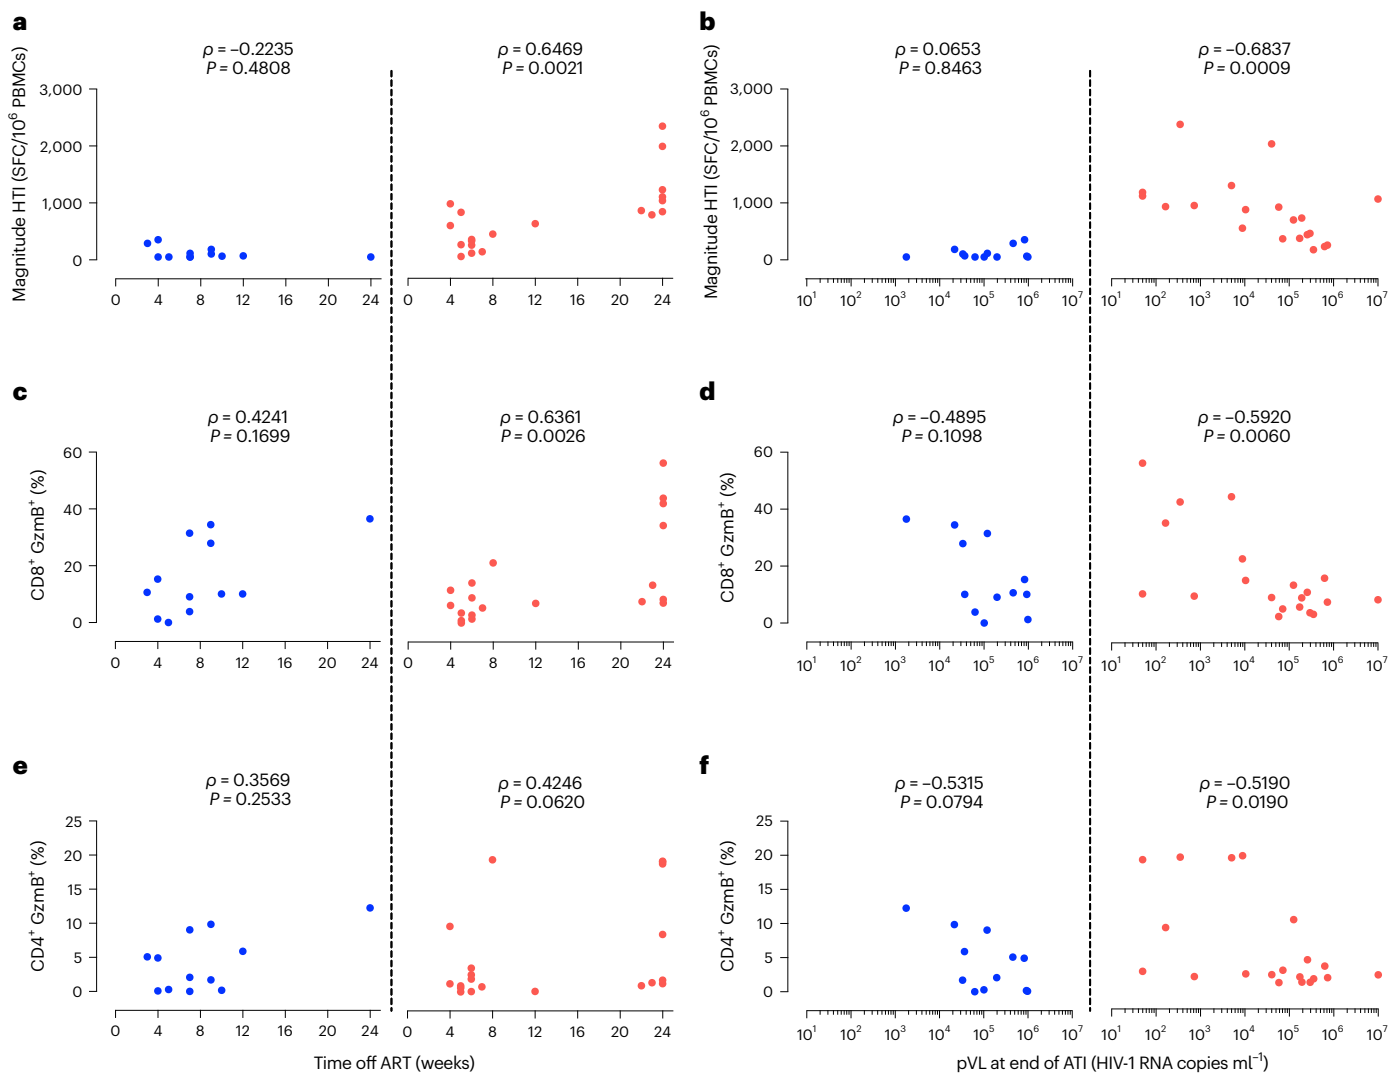 a
ρ = −0.2235
P = 0.4808
ρ = 0.6469
P = 0.0021
Magnitude HTI (SFC/10⁶ PBMCs)
3,000
2,000
1,000
0
0 4 8 12 16 20 24
0 4 8 12 16 20 24
b
ρ = 0.0653
P = 0.8463
ρ = −0.6837
P = 0.0009
Magnitude HTI (SFC/10⁶ PBMCs)
3,000
2,000
1,000
0
10¹ 10² 10³ 10⁴ 10⁵ 10⁶ 10⁷
10¹ 10² 10³ 10⁴ 10⁵ 10⁶ 10⁷
c
ρ = 0.4241
P = 0.1699
ρ = 0.6361
P = 0.0026
CD8⁺ GzmB⁺ (%)
60
40
20
0
0 4 8 12 16 20 24
0 4 8 12 16 20 24
d
ρ = −0.4895
P = 0.1098
ρ = −0.5920
P = 0.0060
CD8⁺ GzmB⁺ (%)
60
40
20
0
10¹ 10² 10³ 10⁴ 10⁵ 10⁶ 10⁷
10¹ 10² 10³ 10⁴ 10⁵ 10⁶ 10⁷
e
ρ = 0.3569
P = 0.2533
ρ = 0.4246
P = 0.0620
CD4⁺ GzmB⁺ (%)
25
20
15
10
5
0
0 4 8 12 16 20 24
0 4 8 12 16 20 24
Time off ART (weeks)
f
ρ = −0.5315
P = 0.0794
ρ = −0.5190
P = 0.0190
CD4⁺ GzmB⁺ (%)
25
20
15
10
5
0
10¹ 10² 10³ 10⁴ 10⁵ 10⁶ 10⁷
10¹ 10² 10³ 10⁴ 10⁵ 10⁶ 10⁷
pVL at end of ATI (HIV-1 RNA copies ml⁻¹)